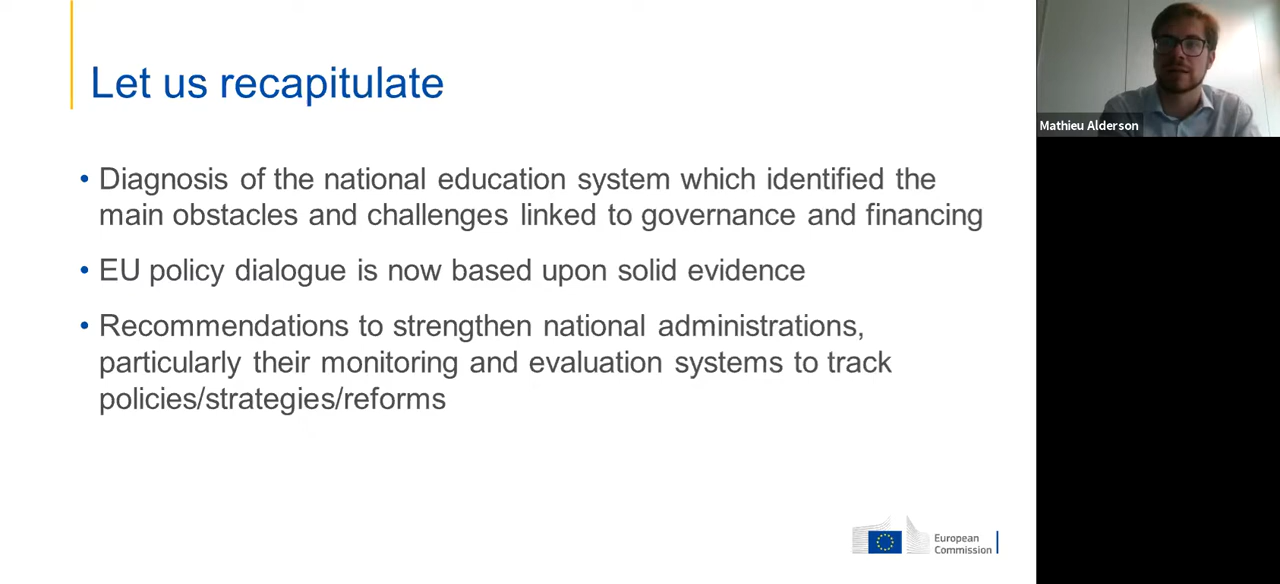 Let us recapitulate
Mathieu Alderson
• Diagnosis of the national education system which identified the
main obstacles and challenges linked to governance and financing
• EU policy dialogue is now based upon solid evidence
• Recommendations to strengthen national administrations,
particularly their monitoring and evaluation systems to track
policies/strategies/reforms
European
Commission